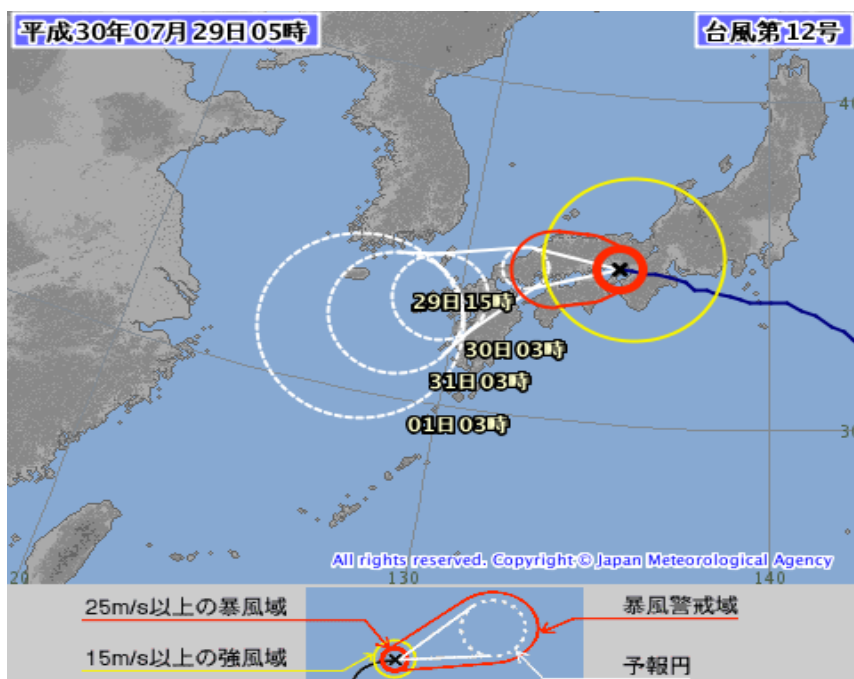 平成30年07月29日05時
台風第12号
40
29日15時
30日03時
31日03時
01日03時
30
All rights reserved. Copyright © Japan Meteorological Agency
20
130
140
25m/s以上の暴風域
暴風警戒域
15m/s以上の強風域
予報円